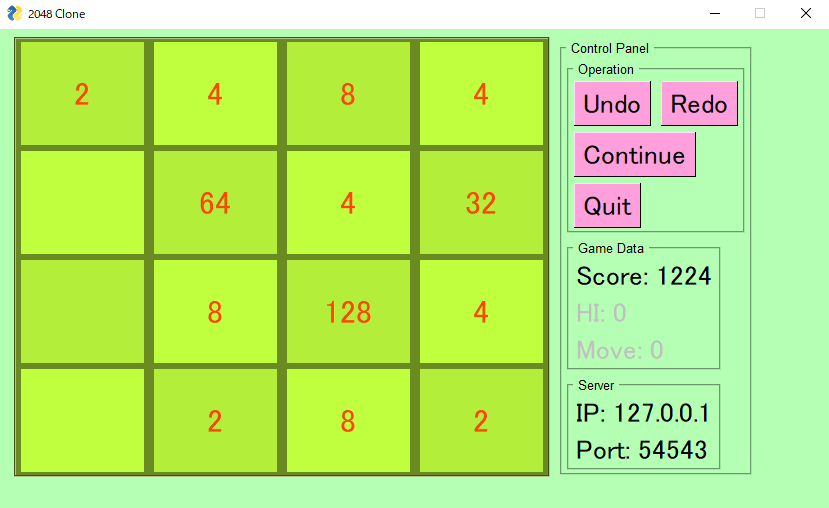 2048 Clone
2 4 8 4
64 4 32
8 128 4
2 8 2
Control Panel
Operation
Undo Redo
Continue
Quit
Game Data
Score: 1224
HI: 0
Move: 0
Server
IP: 127.0.0.1
Port: 54543